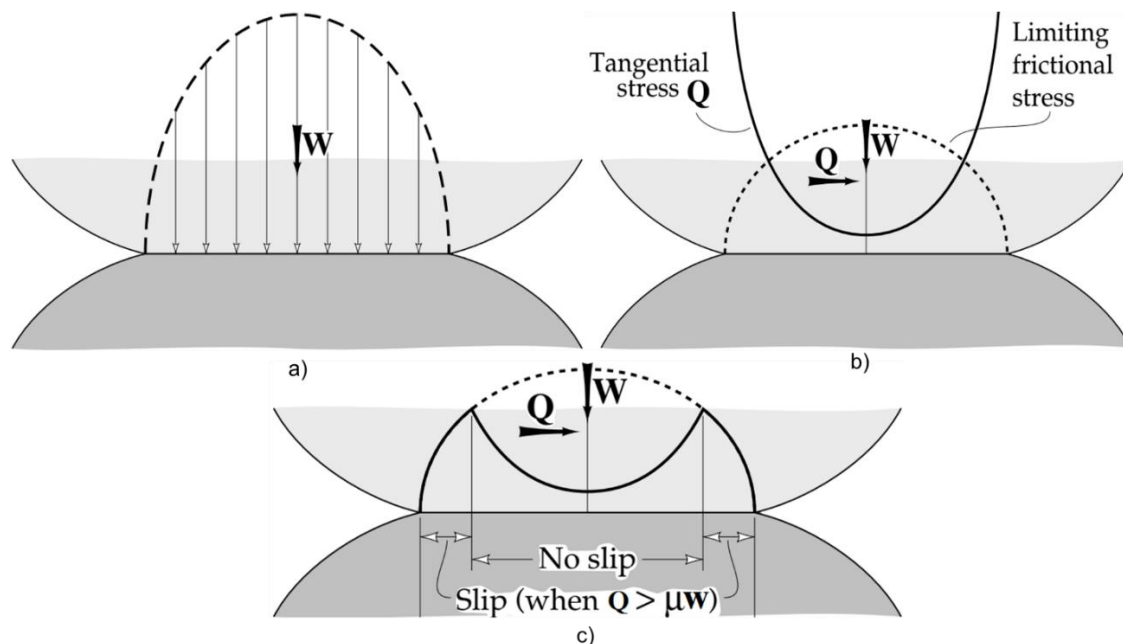 W
a)
Tangential
stress Q
Limiting
frictional
stress
W
Q
b)
W
Q
No slip
Slip (when Q > μW)
c)